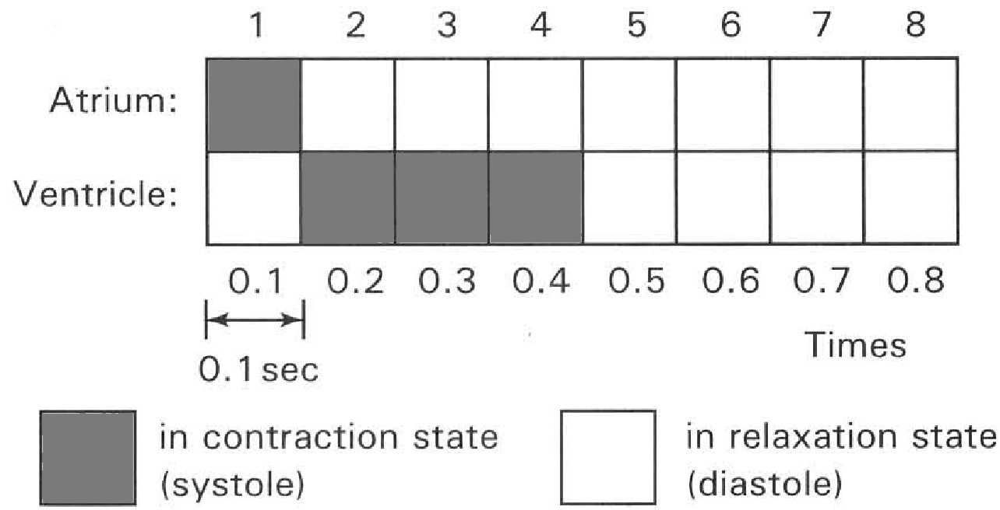 1 2 3 4 5 6 7 8
Atrium:
Ventricle:
0.1 0.2 0.3 0.4 0.5 0.6 0.7 0.8
Times
0.1 sec
in contraction state
(systole)
in relaxation state
(diastole)